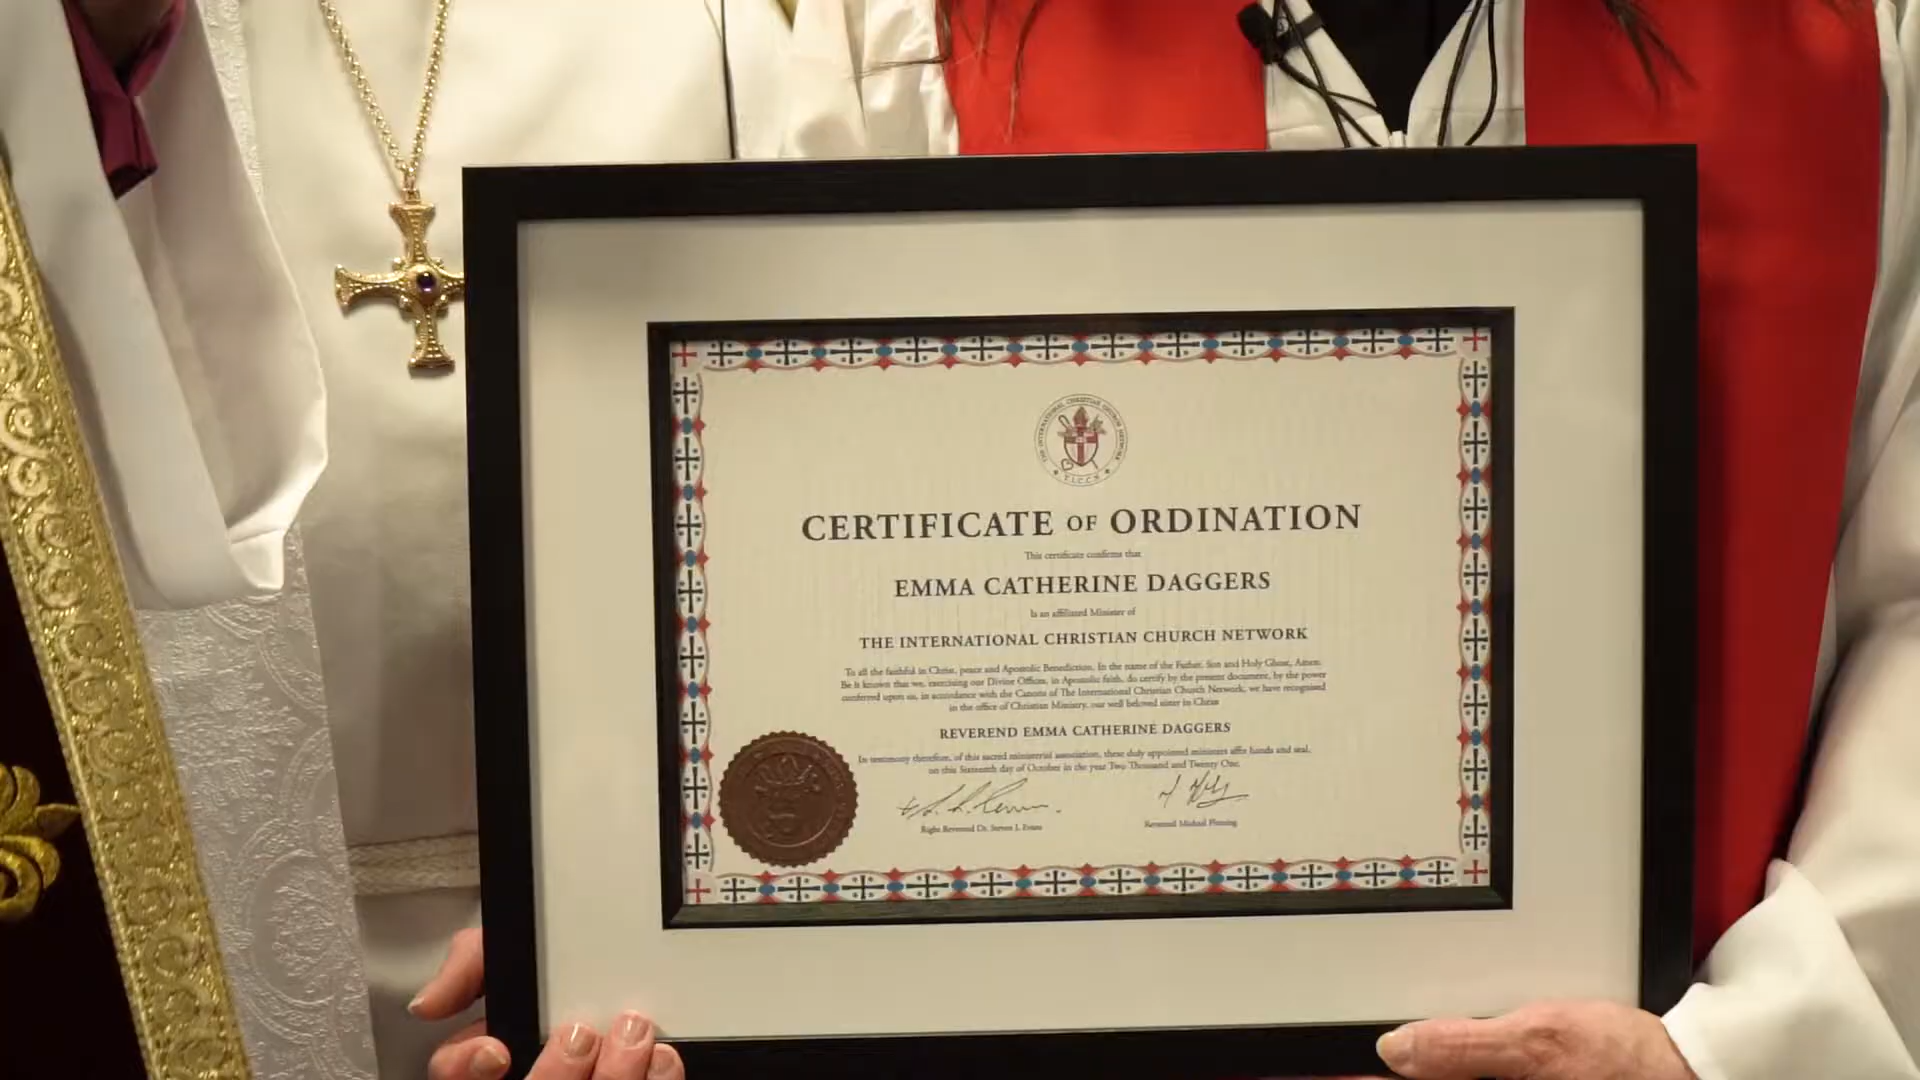 THE INTERNATIONAL CHRISTIAN CHURCH NETWORK
T.I.C.C.N
CERTIFICATE OF ORDINATION
This certificate confirms that
EMMA CATHERINE DAGGERS
Is an affiliated Minister of
THE INTERNATIONAL CHRISTIAN CHURCH NETWORK
To all the faithful in Christ, peace and Apostolic Benediction. In the name of the Father, Son and Holy Ghost, Amen.
Be it known that we, exercising our Divine Offices, in Apostolic faith, do certify by the present document, by the power
conferred upon us, in accordance with the Canons of The International Christian Church Network, we have recognised
in the office of Christian Ministry, our well beloved sister in Christ
REVEREND EMMA CATHERINE DAGGERS
In testimony therefore, of this sacred ministerial association, these duly appointed ministers affix hands and seal,
on this Sixteenth day of October in the year Two Thousand and Twenty One.
Right Reverend Dr. Steven J. Evans
Reverend Michael Fleming